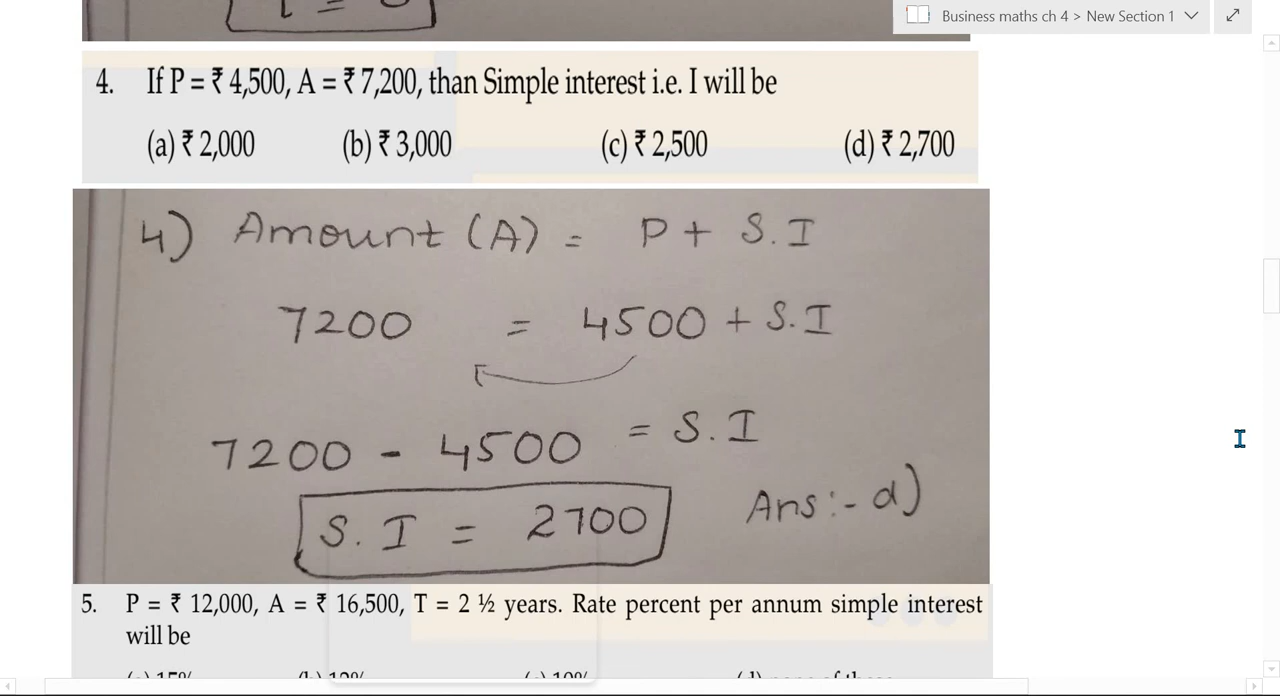 Business maths ch 4 > New Section 1
4. If P = ₹ 4,500, A = ₹ 7,200, than Simple interest i.e. I will be
(a) ₹ 2,000 (b) ₹ 3,000 (c) ₹ 2,500 (d) ₹ 2,700
4) Amount (A) = P + S.I
7200 = 4500 + S.I
7200 - 4500 = S.I
S.I = 2700 Ans:- d)
5. P = ₹ 12,000, A = ₹ 16,500, T = 2 ½ years. Rate percent per annum simple interest
will be